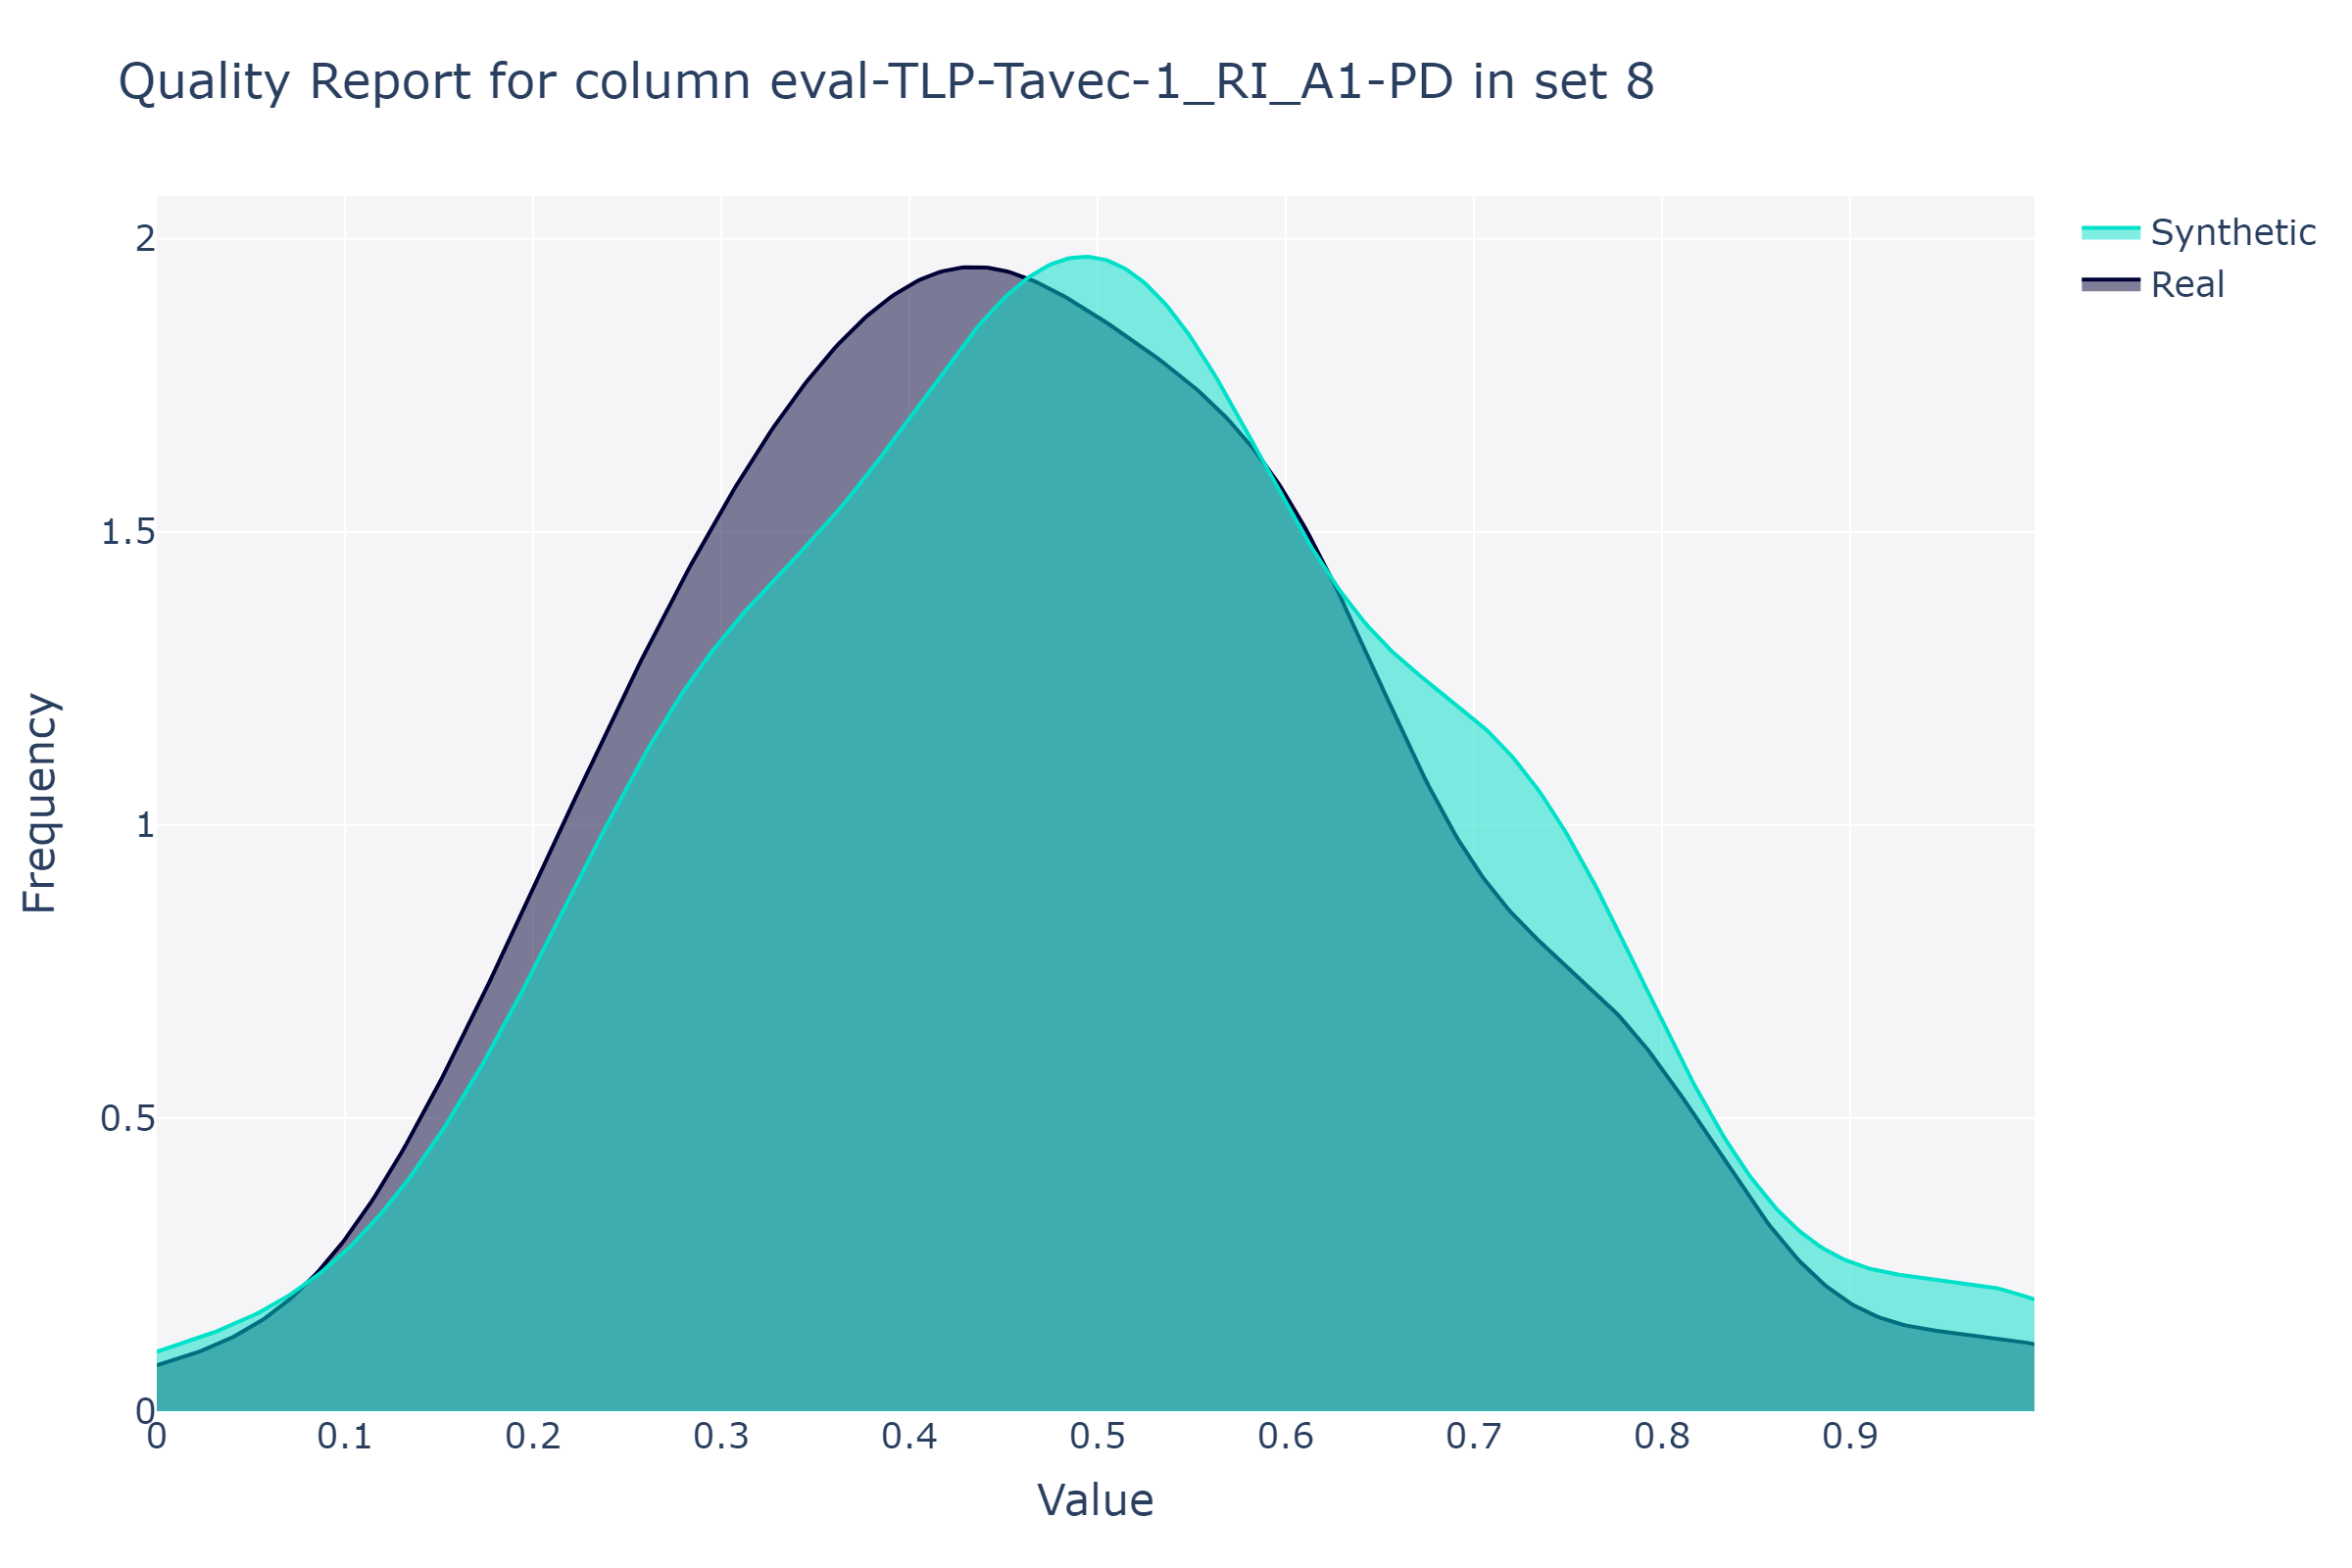 Quality Report for column eval-TLP-Tavec-1_RI_A1-PD in set 8
Synthetic
Real
2
1.5
1
0.5
0
0 0.1 0.2 0.3 0.4 0.5 0.6 0.7 0.8 0.9
Frequency
Value